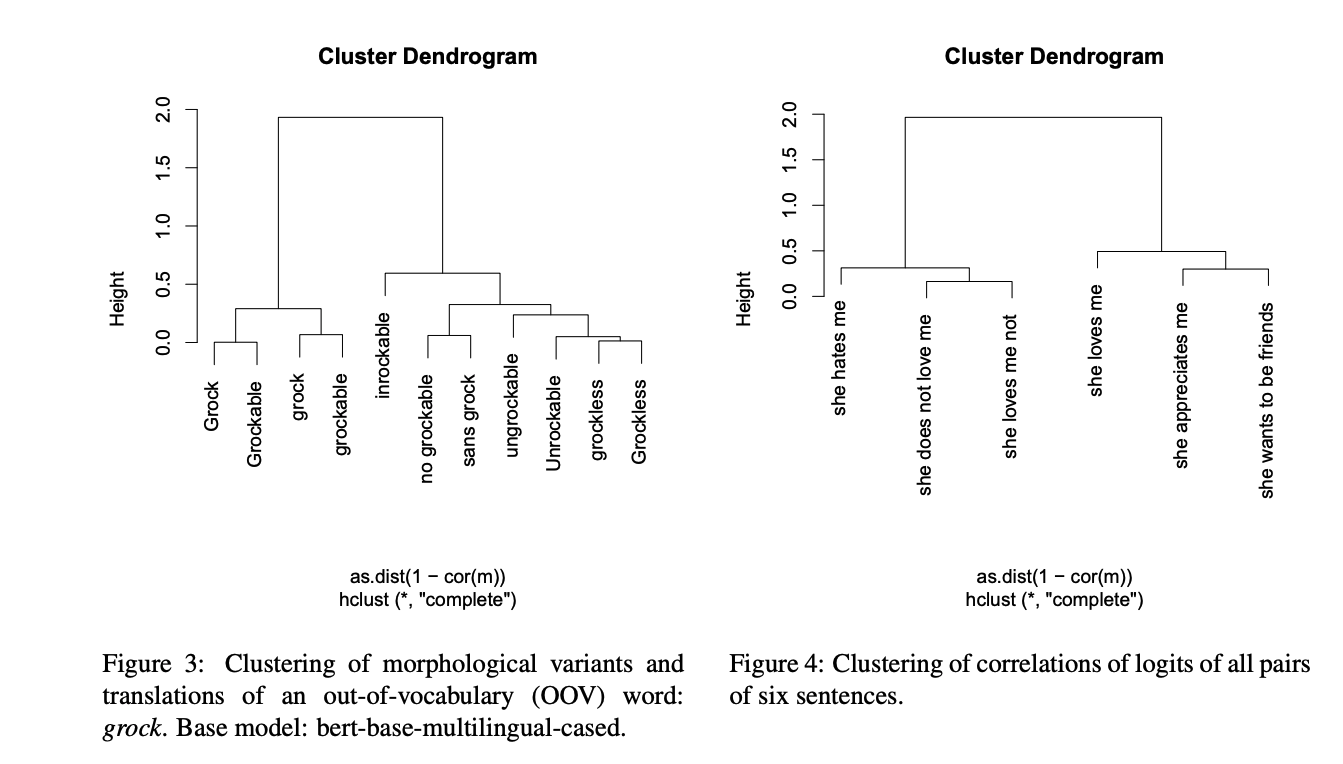 Cluster Dendrogram
Height
0.0
0.5
1.0
1.5
2.0
Grock
Grockable
grock
grockable
inrockable
no grockable
sans grock
ungrockable
Unrockable
grockless
Grockless
as.dist(1 − cor(m))
hclust (*, "complete")
Figure 3: Clustering of morphological variants and
translations of an out-of-vocabulary (OOV) word:
grock. Base model: bert-base-multilingual-cased.
Cluster Dendrogram
Height
0.0
0.5
1.0
1.5
2.0
she hates me
she does not love me
she loves me not
she loves me
she appreciates me
she wants to be friends
as.dist(1 − cor(m))
hclust (*, "complete")
Figure 4: Clustering of correlations of logits of all pairs
of six sentences.